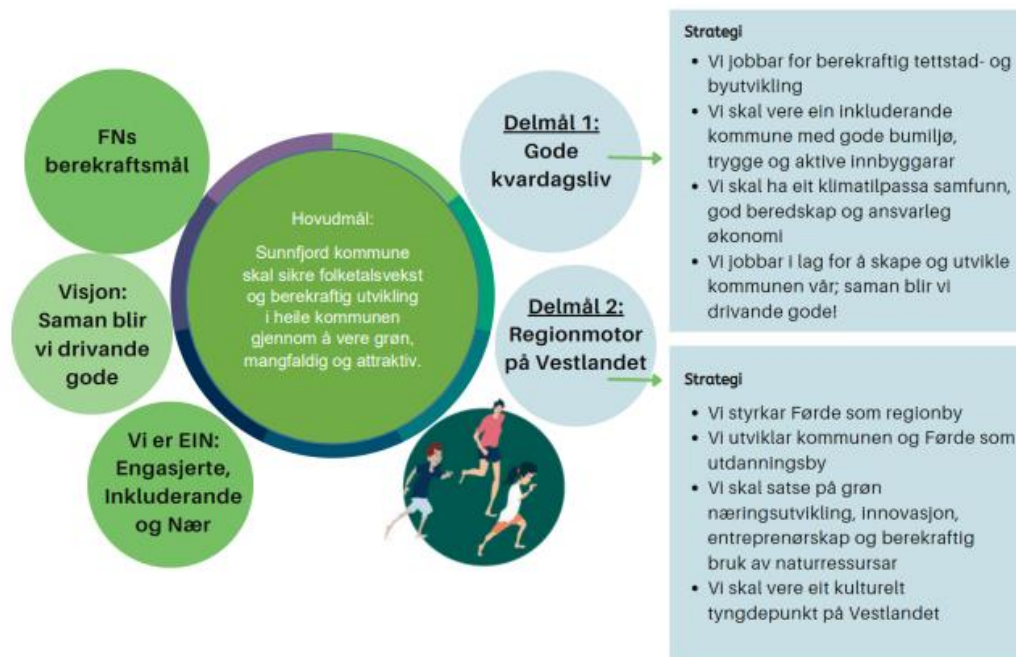 FNs
berekraftsmål
Visjon:
Saman blir
vi drivande
gode
Vi er EIN:
Engasjerte,
Inkluderande
og Nær
Hovudmål:
Sunnfjord kommune
skal sikre folketalsvekst
og berekraftig utvikling
i heile kommunen
gjennom å vere grøn,
mangfaldig og attraktiv.
Delmål 1:
Gode
kvardagsliv
Delmål 2:
Regionmotor
på Vestlandet
Strategi
• Vi jobbar for berekraftig tettstad- og
byutvikling
• Vi skal vere ein inkluderande
kommune med gode bumiljø,
trygge og aktive innbyggarar
• Vi skal ha eit klimatilpassa samfunn,
god beredskap og ansvarleg
økonomi
• Vi jobbar i lag for å skape og utvikle
kommunen vår; saman blir vi
drivande gode!
Strategi
• Vi styrkar Førde som regionby
• Vi utviklar kommunen og Førde som
utdanningsby
• Vi skal satse på grøn
næringsutvikling, innovasjon,
entreprenørskap og berekraftig
bruk av naturressursar
• Vi skal vere eit kulturelt
tyngdepunkt på Vestlandet